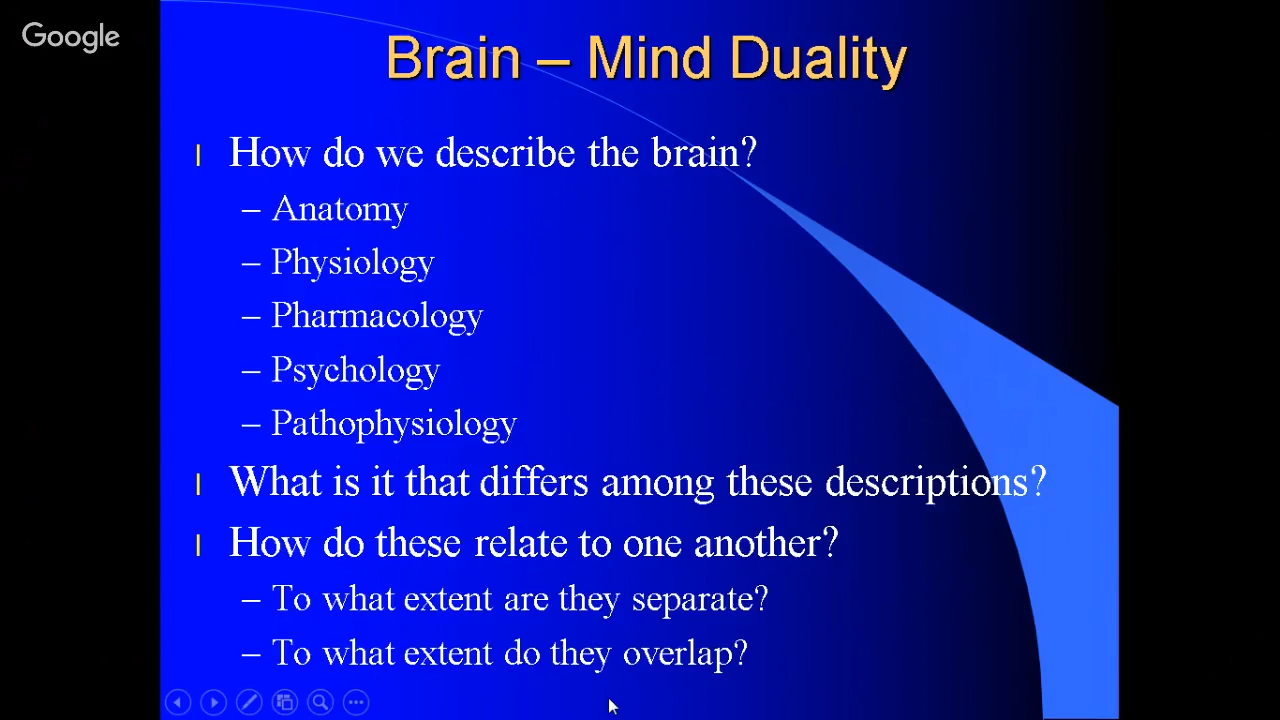 Google
Brain – Mind Duality
l How do we describe the brain?
– Anatomy
– Physiology
– Pharmacology
– Psychology
– Pathophysiology
l What is it that differs among these descriptions?
l How do these relate to one another?
– To what extent are they separate?
– To what extent do they overlap?